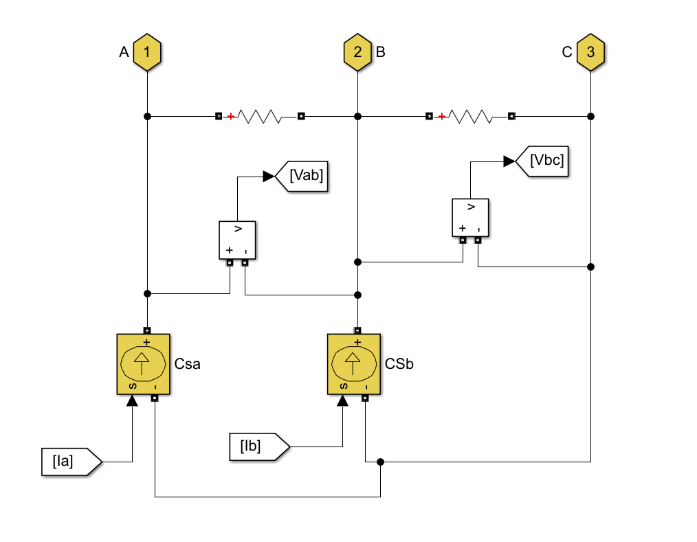 A 1 2 B C 3
+ +
[Vab] [Vbc]
v + -
v + -
+ s - Csa
+ s - CSb
[Ia] [Ib]